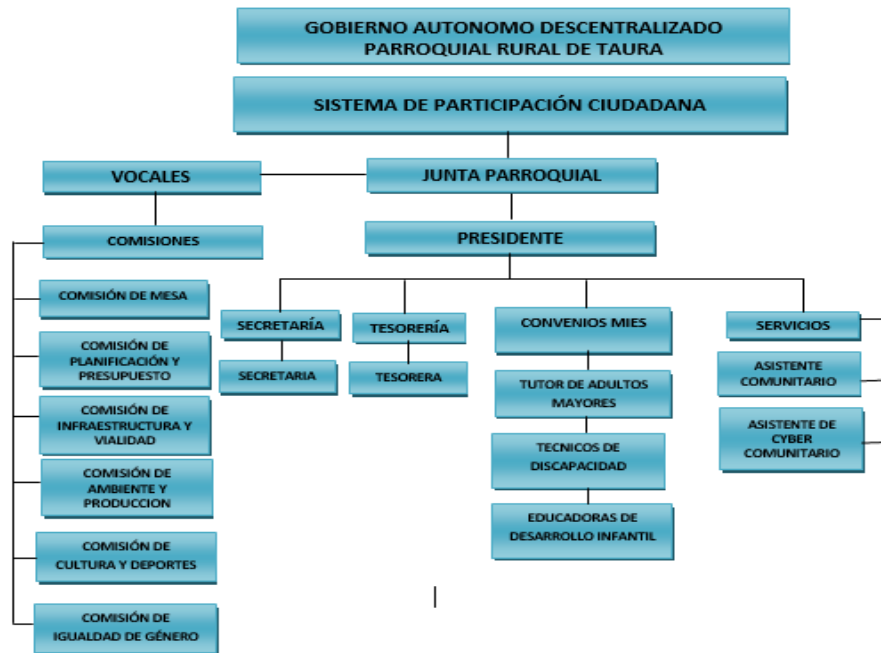 GOBIERNO AUTONOMO DESCENTRALIZADO
PARROQUIAL RURAL DE TAURA
SISTEMA DE PARTICIPACIÓN CIUDADANA
VOCALES
JUNTA PARROQUIAL
COMISIONES
PRESIDENTE
COMISIÓN DE MESA
COMISIÓN DE
PLANIFICACIÓN Y
PRESUPUESTO
COMISIÓN DE
INFRAESTRUCTURA Y
VIALIDAD
COMISIÓN DE
AMBIENTE Y
PRODUCCION
COMISIÓN DE
CULTURA Y DEPORTES
COMISIÓN DE
IGUALDAD DE GÉNERO
SECRETARÍA
SECRETARIA
TESORERÍA
TESORERA
CONVENIOS MIES
TUTOR DE ADULTOS
MAYORES
TECNICOS DE
DISCAPACIDAD
EDUCADORAS DE
DESARROLLO INFANTIL
SERVICIOS
ASISTENTE
COMUNITARIO
ASISTENTE DE
CYBER
COMUNITARIO